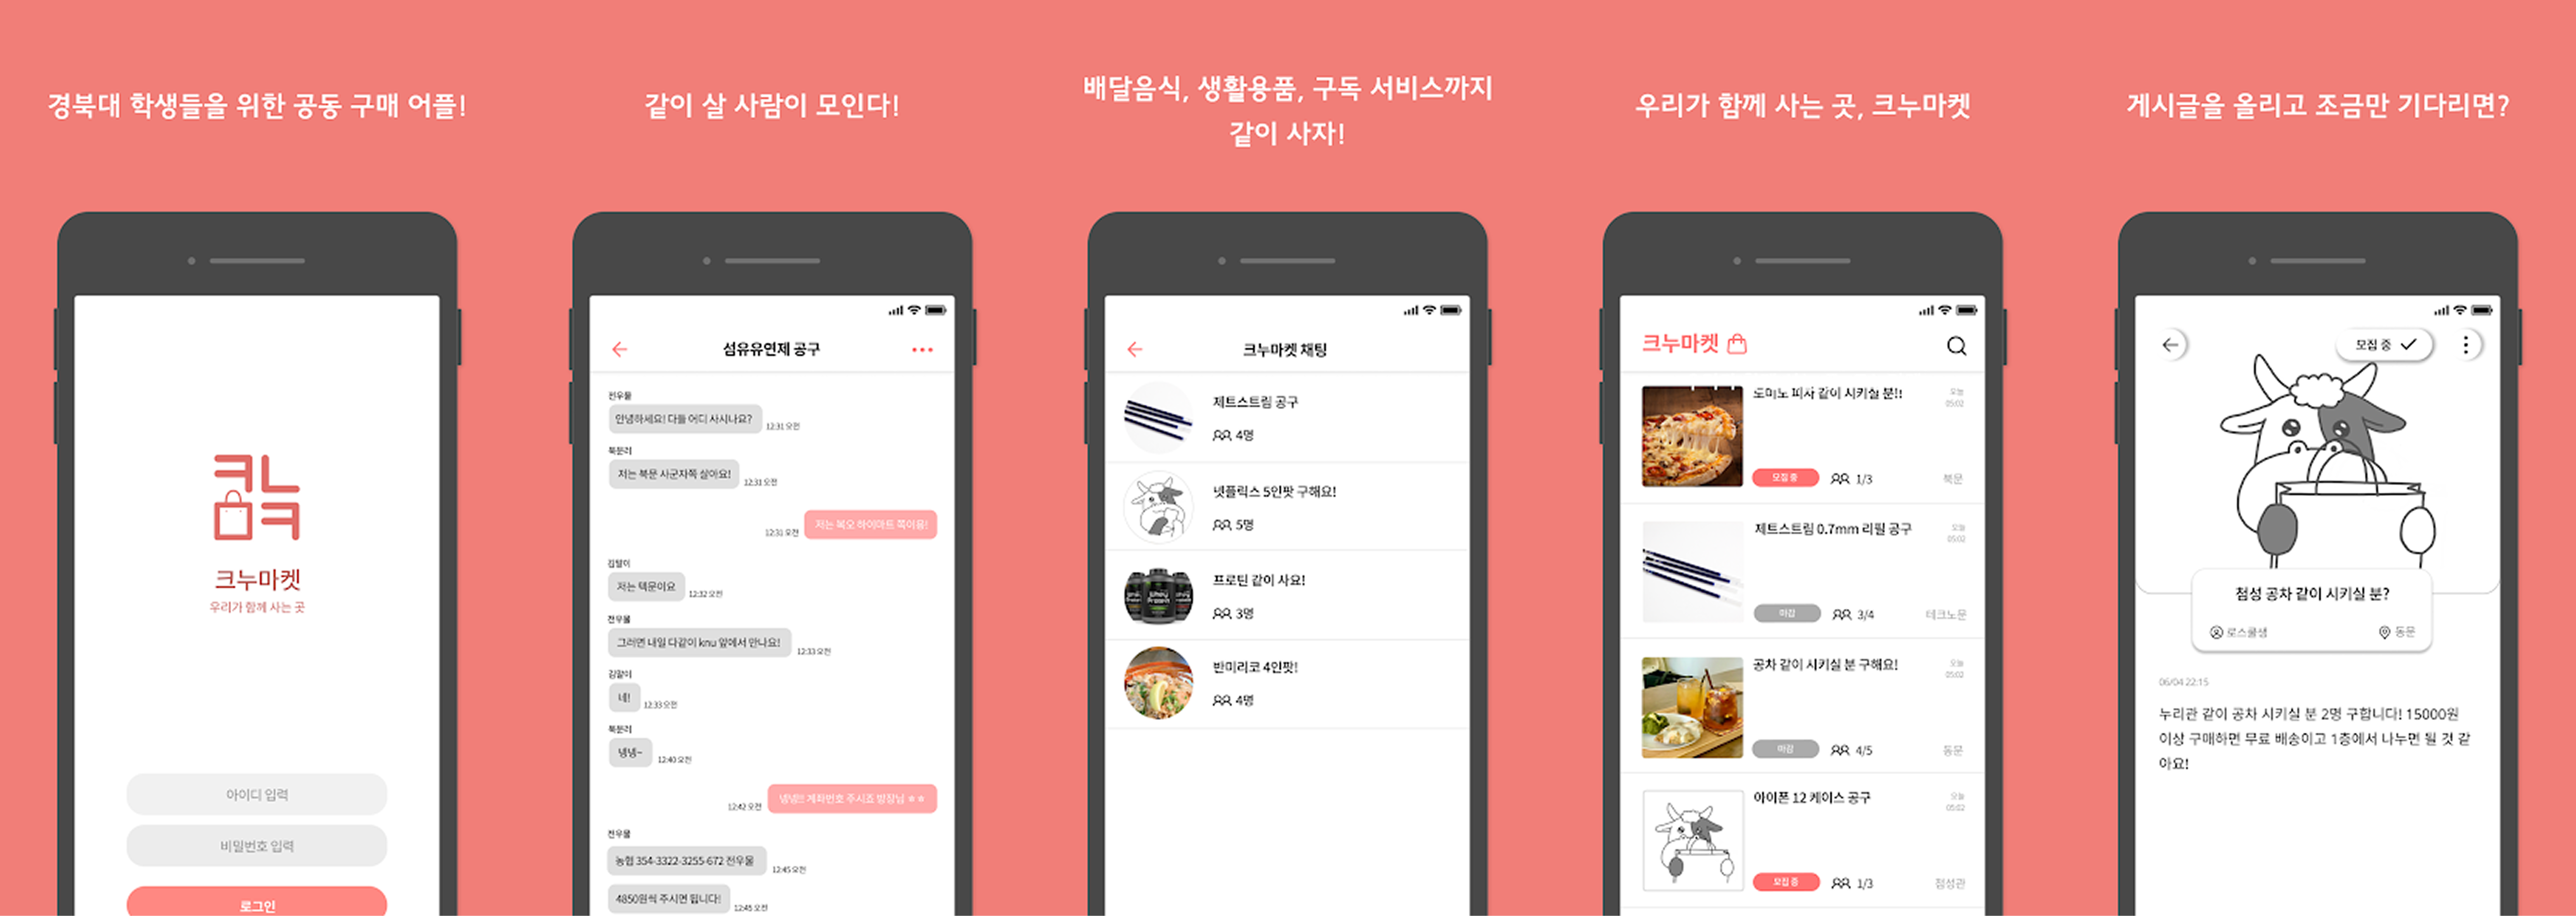 경북대 학생들을 위한 공동 구매 어플!
크누
마켓
크누마켓
우리가 함께 사는 곳
아이디 입력
비밀번호 입력
로그인
같이 살 사람이 모인다!
섬유유연제 공구
전우물
안녕하세요! 다들 어디 사시나요?
12:31 오전
북문러
저는 북문 사군자쪽 살아요!
12:31 오전
저는 복오 하이마트 쪽이용!
12:31 오전
김말이
저는 텍문이요
12:32 오전
전우물
그러면 내일 다같이 knu 앞에서 만나요!
12:33 오전
김말이
네!
12:33 오전
북문러
넹넹~
12:40 오전
넹넹!! 계좌번호 주시죠 방장님 ㅎㅎ
12:42 오전
전우물
농협 354-3322-3255-672 전우물
12:45 오전
4850원씩 주시면 됩니다!
12:45 오전
배달음식, 생활용품, 구독 서비스까지
같이 사자!
크누마켓 채팅
제트스트림 공구
4명
넷플릭스 5인팟 구해요!
5명
프로틴 같이 사요!
3명
Whey
Protein
반미리코 4인팟!
4명
우리가 함께 사는 곳, 크누마켓
크누마켓
도미노 피자 같이 시키실 분!!
오늘
05:02
모집 중
1/3
북문
제트스트림 0.7mm 리필 공구
오늘
05:02
마감
3/4
테크노문
공차 같이 시키실 분 구해요!
오늘
05:02
마감
4/5
동문
아이폰 12 케이스 공구
오늘
05:02
모집 중
1/3
첨성관
게시글을 올리고 조금만 기다리면?
모집 중
첨성 공차 같이 시키실 분?
로스쿨생
동문
06/04 22:15
누리관 같이 공차 시키실 분 2명 구합니다! 15000원
이상 구매하면 무료 배송이고 1층에서 나누면 될 것 같
아요!